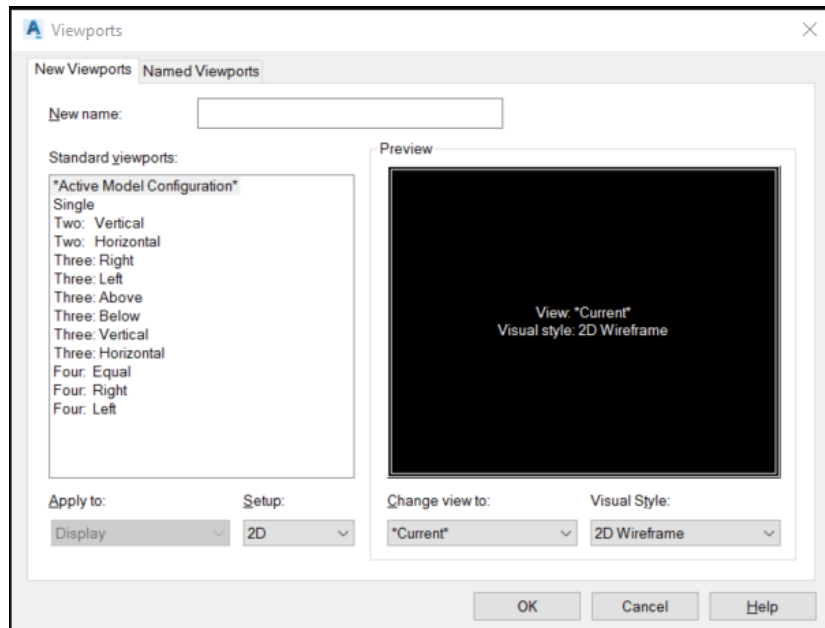 Viewports
New Viewports Named Viewports
New name:
Standard viewports:
*Active Model Configuration*
Single
Two: Vertical
Two: Horizontal
Three: Right
Three: Left
Three: Above
Three: Below
Three: Vertical
Three: Horizontal
Four: Equal
Four: Right
Four: Left
Apply to:
Setup:
Display
2D
Preview
View: *Current*
Visual style: 2D Wireframe
Change view to:
Visual Style:
*Current*
2D Wireframe
OK Cancel Help